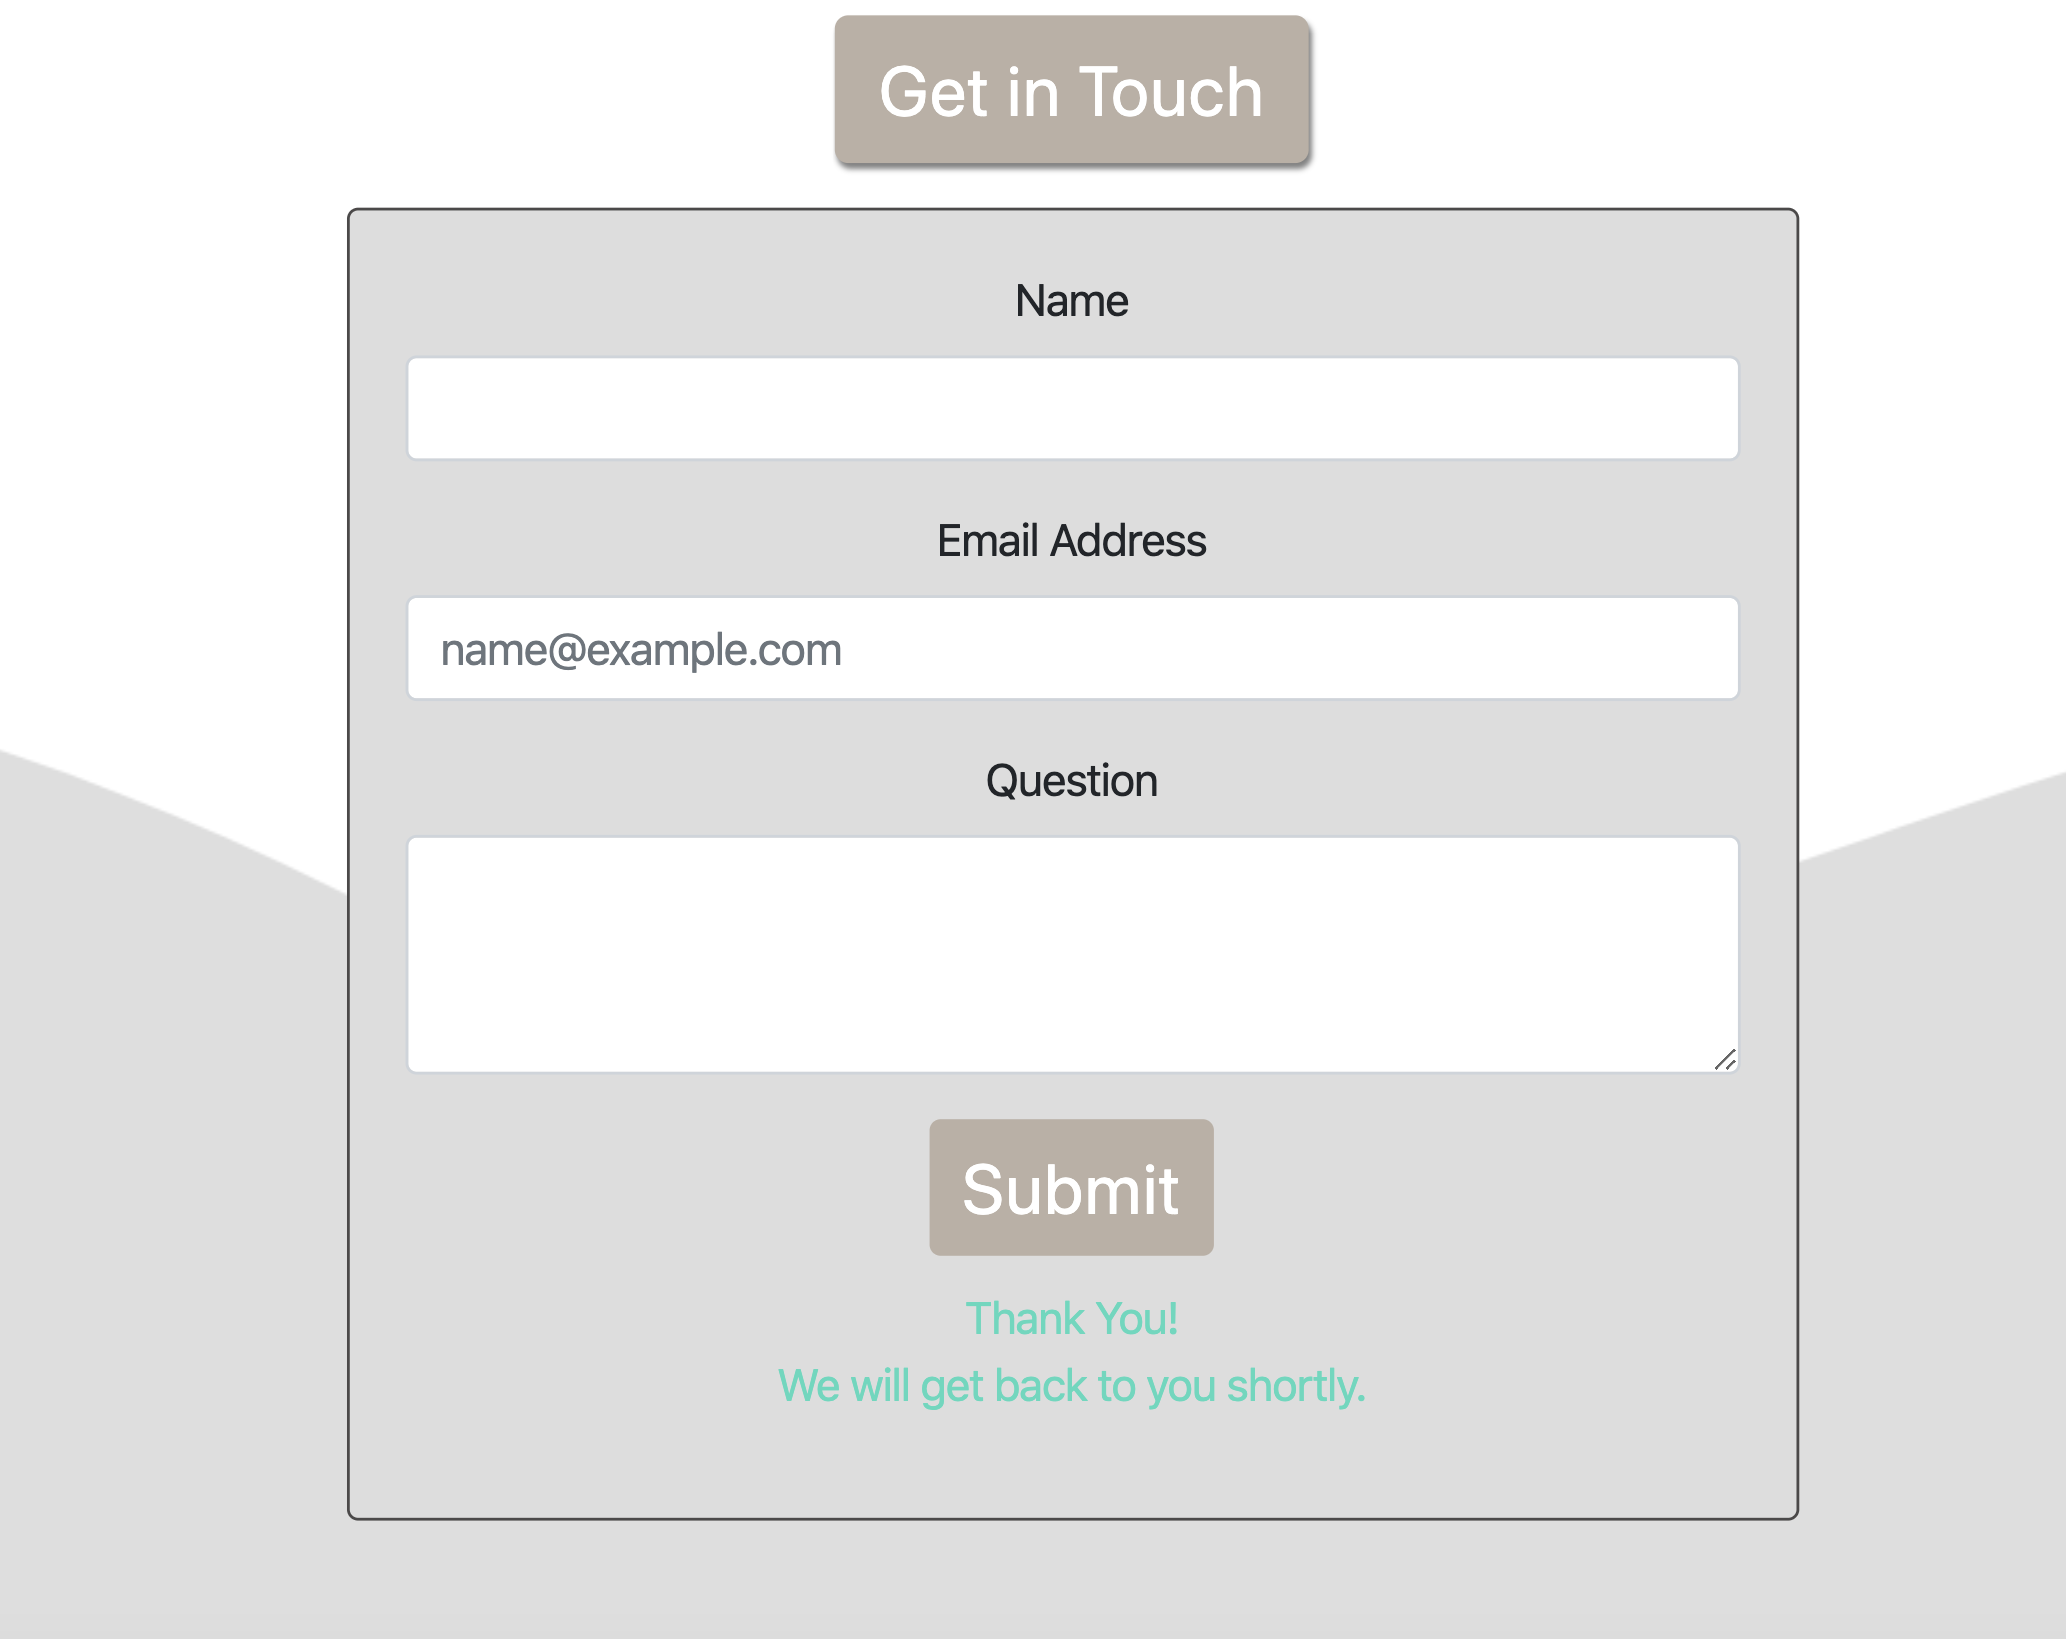 Get in Touch
Name
Email Address
name@example.com
Question
Submit
Thank You!
We will get back to you shortly.